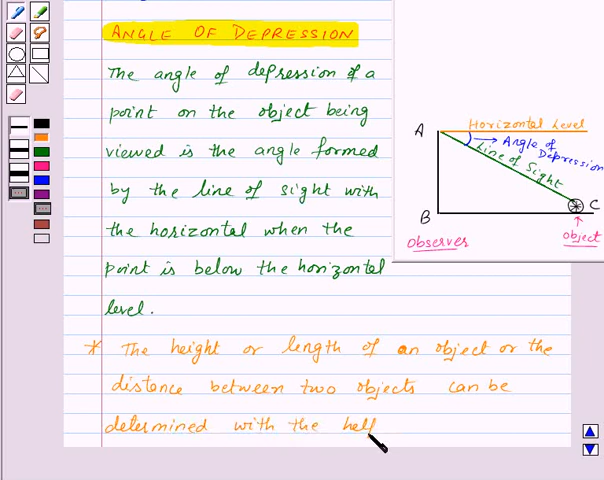 ANGLE OF DEPRESSION
The angle of depression of a
point on the object being
viewed is the angle formed
by the line of sight with
the horizontal when the
point is below the horizontal
level.
* The height or length of an object or the
distance between two objects can be
determined with the hel
Horizontal Level
A
Angle of
Depression
Line of Sight
B
C
Observer
object